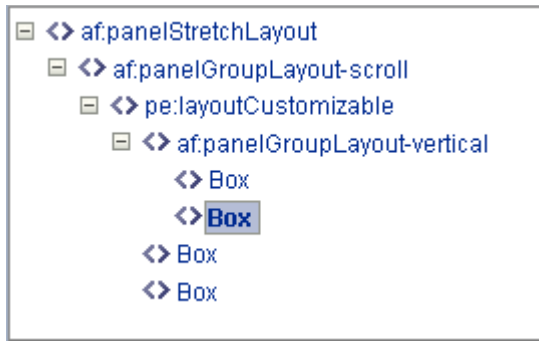 af:panelStretchLayout
af:panelGroupLayout-scroll
pe:layoutCustomizable
af:panelGroupLayout-vertical
Box
Box
Box
Box